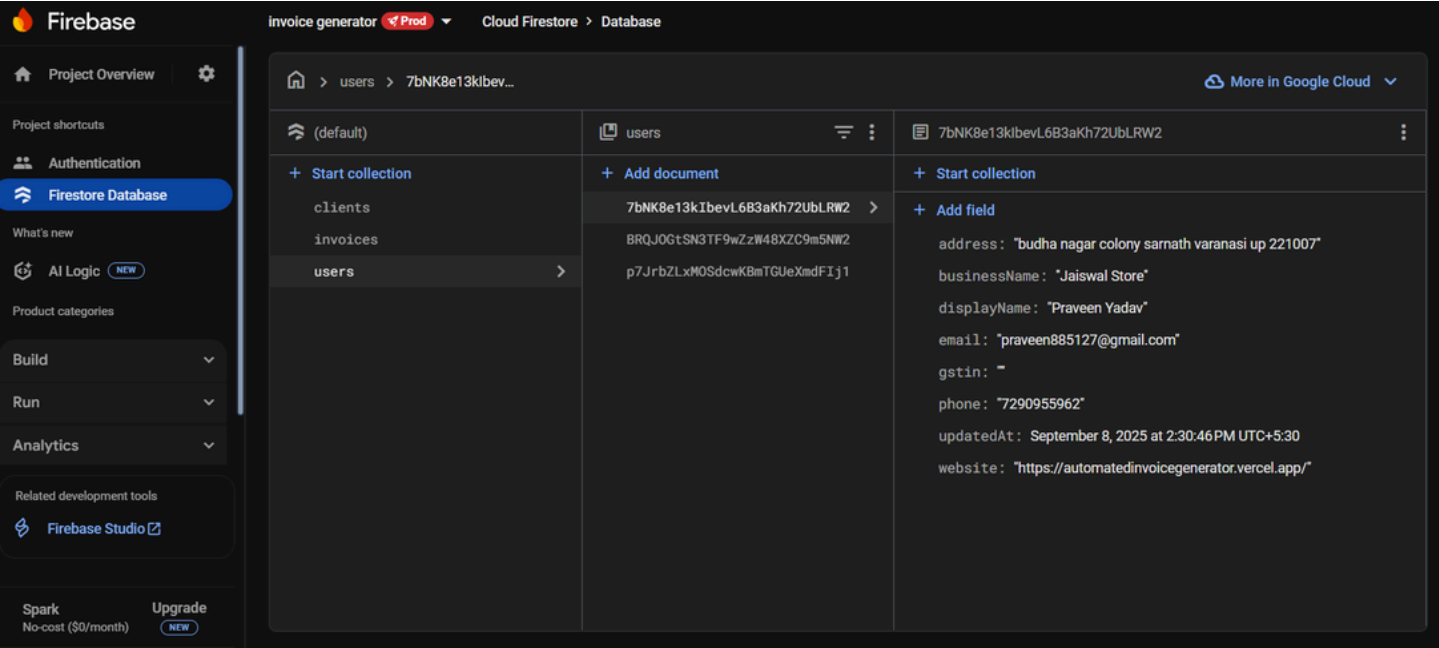 Firebase
invoice generator Prod
Cloud Firestore > Database
Project Overview
Project shortcuts
Authentication
Firestore Database
What's new
AI Logic NEW
Product categories
Build
Run
Analytics
Related development tools
Firebase Studio
Spark
No-cost ($0/month)
Upgrade
NEW
> users > 7bNK8e13kIbev...
More in Google Cloud
(default)
+ Start collection
clients
invoices
users
users
+ Add document
7bNK8e13kIbevL6B3aKh72UbLRW2
BRQJOGtSN3TF9wZzW48XZC9m5NW2
p7JrbZLxMOSdcwKBmTGUeXmdFIj1
7bNK8e13kIbevL6B3aKh72UbLRW2
+ Start collection
+ Add field
address: "budha nagar colony sarnath varanasi up 221007"
businessName: "Jaiswal Store"
displayName: "Praveen Yadav"
email: "praveen885127@gmail.com"
gstin: ""
phone: "7290955962"
updatedAt: September 8, 2025 at 2:30:46 PM UTC+5:30
website: "https://automatedinvoicegenerator.vercel.app/"